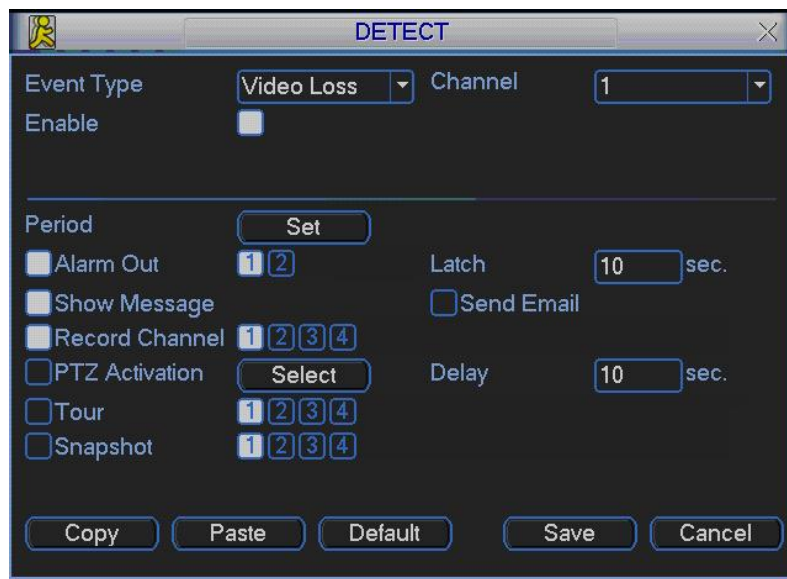 DETECT
Event Type Video Loss Channel 1
Enable
Period Set
Alarm Out 1 2 Latch 10 sec.
Show Message Send Email
Record Channel 1 2 3 4
PTZ Activation Select Delay 10 sec.
Tour 1 2 3 4
Snapshot 1 2 3 4
Copy Paste Default Save Cancel